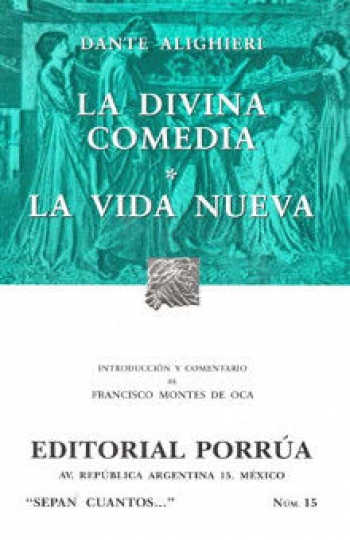 DANTE ALIGHIERI
LA DIVINA
COMEDIA
*
LA VIDA NUEVA
INTRODUCCIÓN Y COMENTARIO
DE
FRANCISCO MONTES DE OCA
EDITORIAL PORRÚA
AV. REPÚBLICA ARGENTINA 15. MÉXICO
"SEPAN CUANTOS..." NÚM. 15